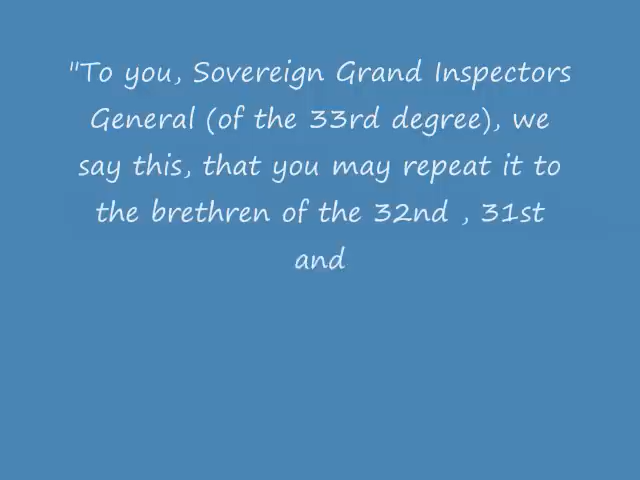 "To you, Sovereign Grand Inspectors
General (of the 33rd degree), we
say this, that you may repeat it to
the brethren of the 32nd , 31st
and